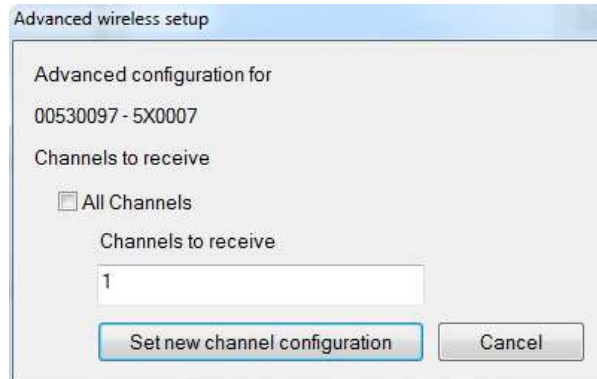 Advanced wireless setup
Advanced configuration for
00530097 - 5X0007
Channels to receive
All Channels
Channels to receive
1
Set new channel configuration
Cancel